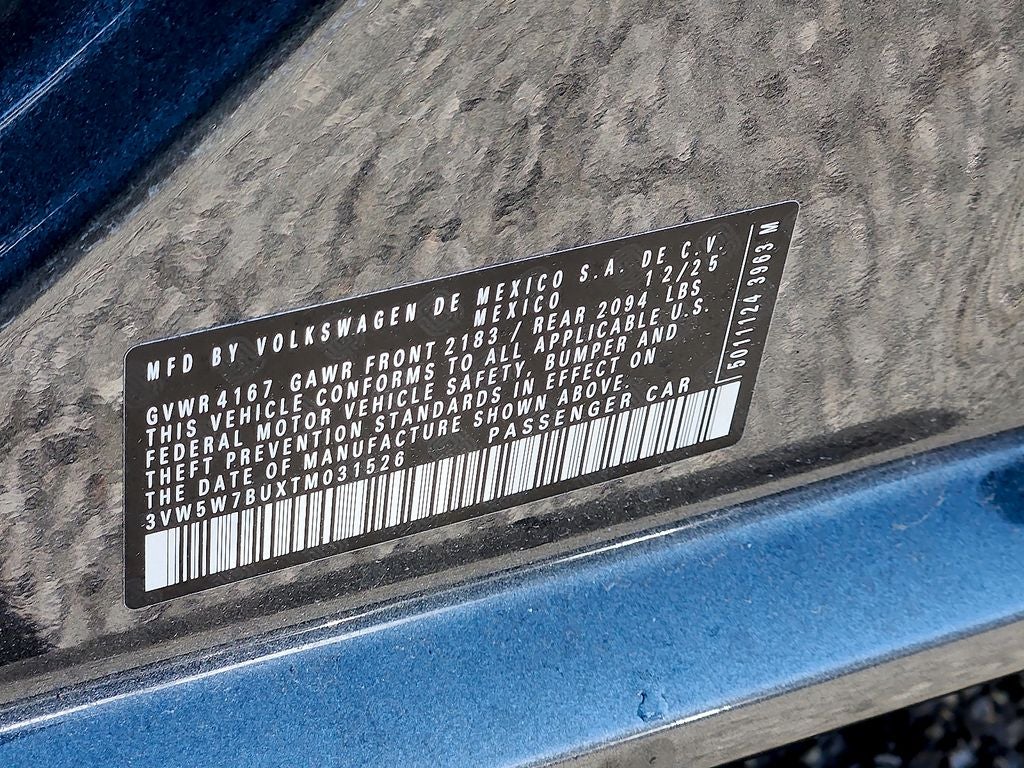 MFD BY VOLKSWAGEN DE MEXICO S.A. DE C.V.
MEXICO 12/25
GVWR 4167 GAWR FRONT 2183 / REAR 2094 LBS
THIS VEHICLE CONFORMS TO ALL APPLICABLE U.S.
FEDERAL MOTOR VEHICLE SAFETY, BUMPER AND
THEFT PREVENTION STANDARDS IN EFFECT ON
THE DATE OF MANUFACTURE SHOWN ABOVE.
3VW5W7BUXTM031526 PASSENGER CAR
501/1124 3963 M